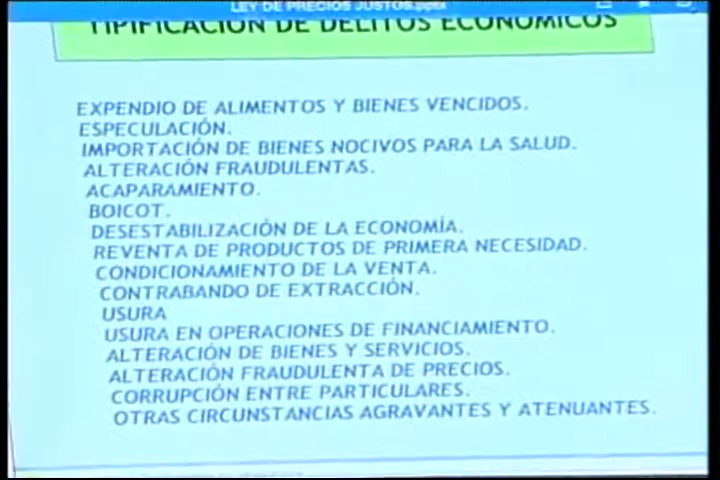 LEY DE PRECIOS JUSTOS.pptx
TIPIFICACIÓN DE DELITOS ECONÓMICOS
EXPENDIO DE ALIMENTOS Y BIENES VENCIDOS.
ESPECULACIÓN.
IMPORTACIÓN DE BIENES NOCIVOS PARA LA SALUD.
ALTERACIÓN FRAUDULENTAS.
ACAPARAMIENTO.
BOICOT.
DESESTABILIZACIÓN DE LA ECONOMÍA.
REVENTA DE PRODUCTOS DE PRIMERA NECESIDAD.
CONDICIONAMIENTO DE LA VENTA.
CONTRABANDO DE EXTRACCIÓN.
USURA
USURA EN OPERACIONES DE FINANCIAMIENTO.
ALTERACIÓN DE BIENES Y SERVICIOS.
ALTERACIÓN FRAUDULENTA DE PRECIOS.
CORRUPCIÓN ENTRE PARTICULARES.
OTRAS CIRCUNSTANCIAS AGRAVANTES Y ATENUANTES.